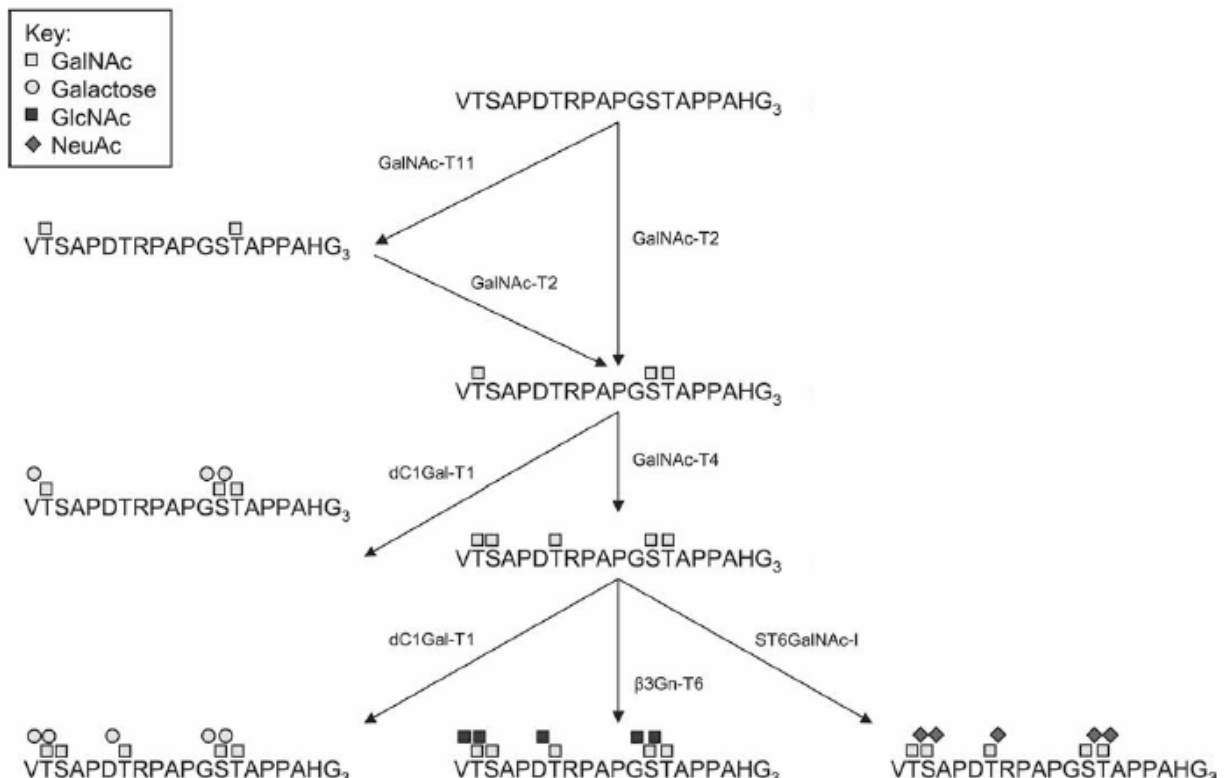 Key:
GalNAc
Galactose
GlcNAc
NeuAc
VTSAPDTRPAPGSTAPPAHG3
GalNAc-T11
GalNAc-T2
VTSAPDTRPAPGSTAPPAHG3
GalNAc-T2
VTSAPDTRPAPGSTAPPAHG3
dC1Gal-T1
GalNAc-T4
VTSAPDTRPAPGSTAPPAHG3
VTSAPDTRPAPGSTAPPAHG3
dC1Gal-T1
ST6GalNAc-I
β3Gn-T6
VTSAPDTRPAPGSTAPPAHG3
VTSAPDTRPAPGSTAPPAHG3
VTSAPDTRPAPGSTAPPAHG3